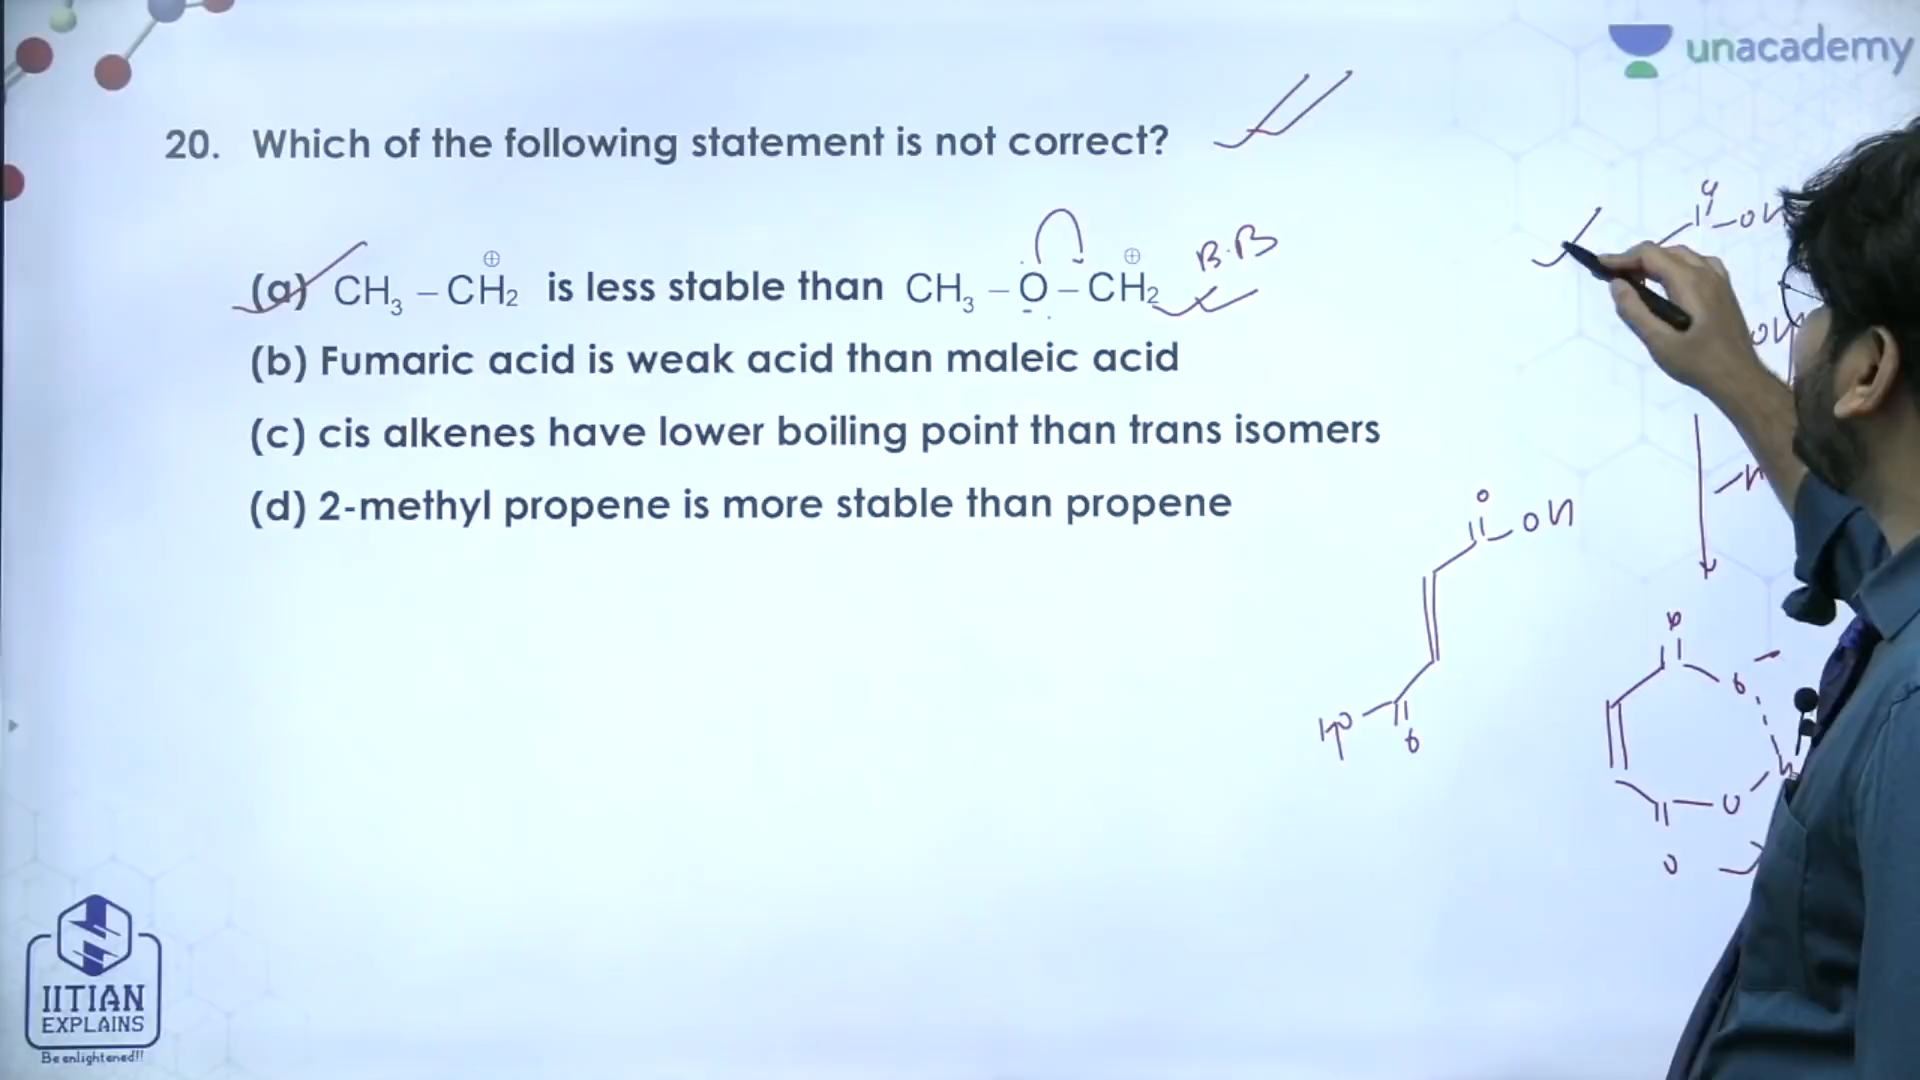 unacademy
20. Which of the following statement is not correct?
(a) CH₃ – CH₂ ⊕ is less stable than CH₃ – O – CH₂ ⊕ B.B
(b) Fumaric acid is weak acid than maleic acid
(c) cis alkenes have lower boiling point than trans isomers
(d) 2-methyl propene is more stable than propene
O
OH
HO
O
IITIAN
EXPLAINS
Be enlightened!!